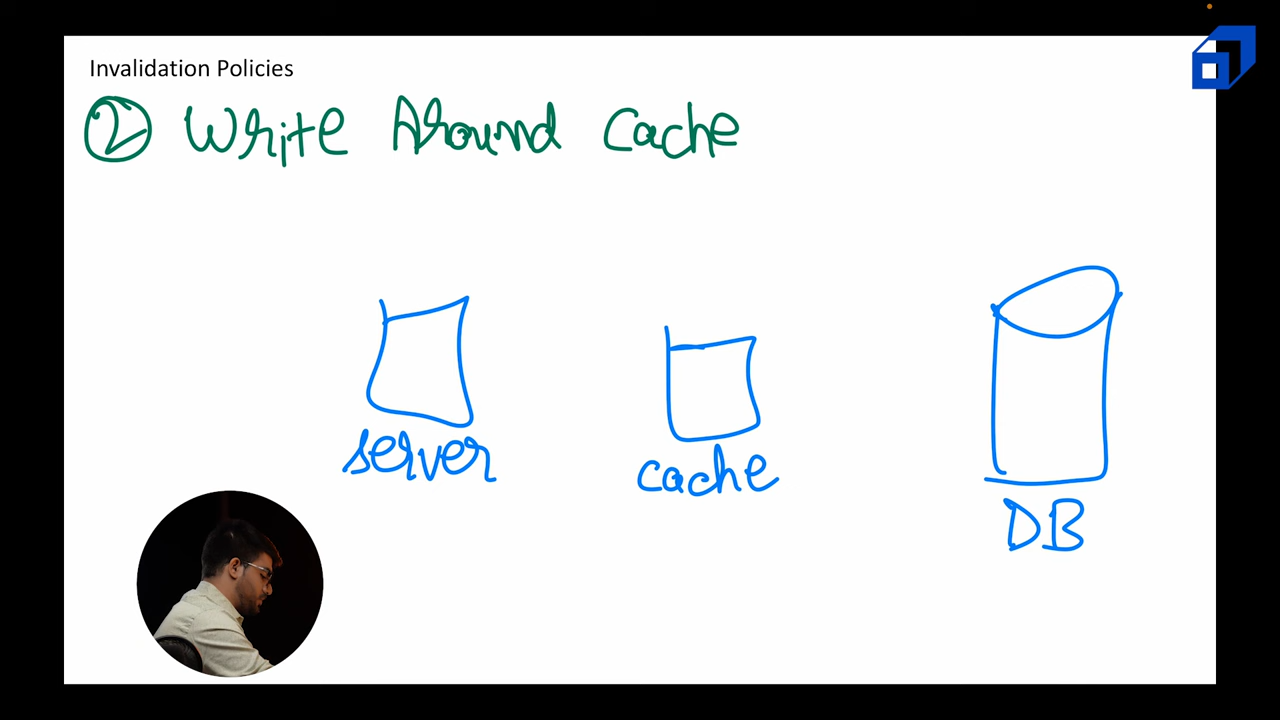 Invalidation Policies
2 Write Around Cache
server
cache
DB